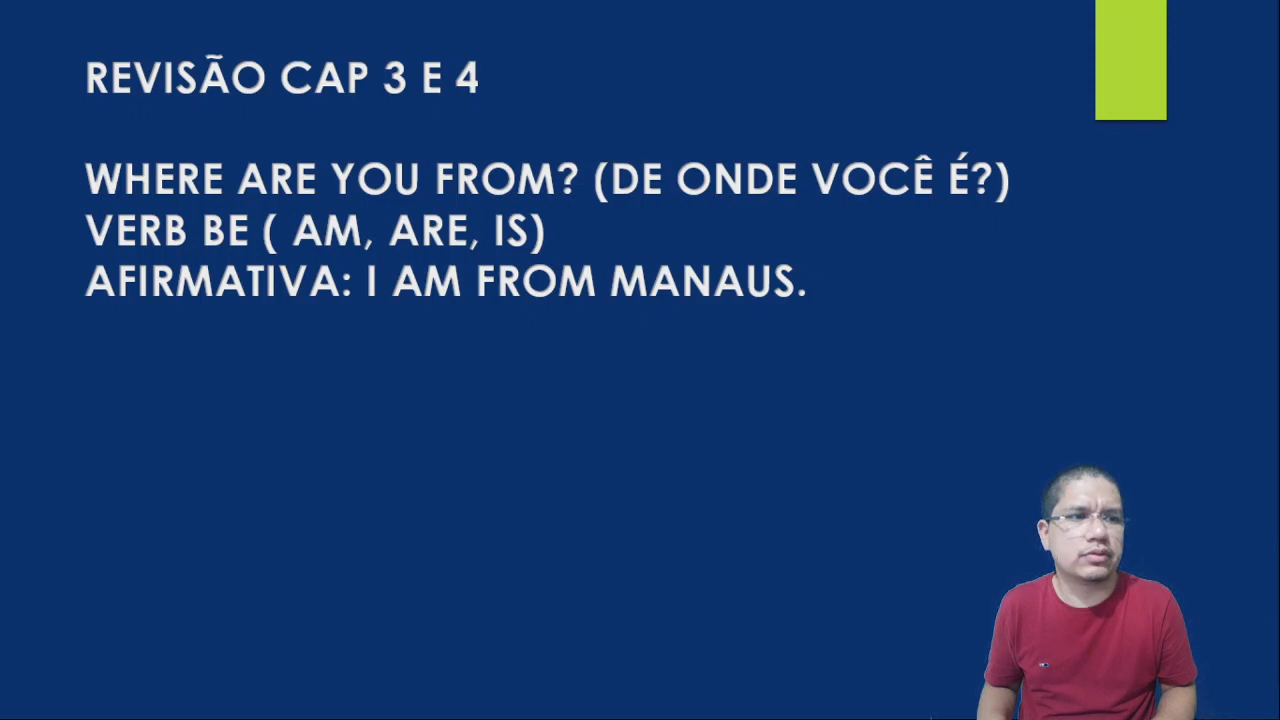 REVISÃO CAP 3 E 4
WHERE ARE YOU FROM? (DE ONDE VOCÊ É?)
VERB BE ( AM, ARE, IS)
AFIRMATIVA: I AM FROM MANAUS.